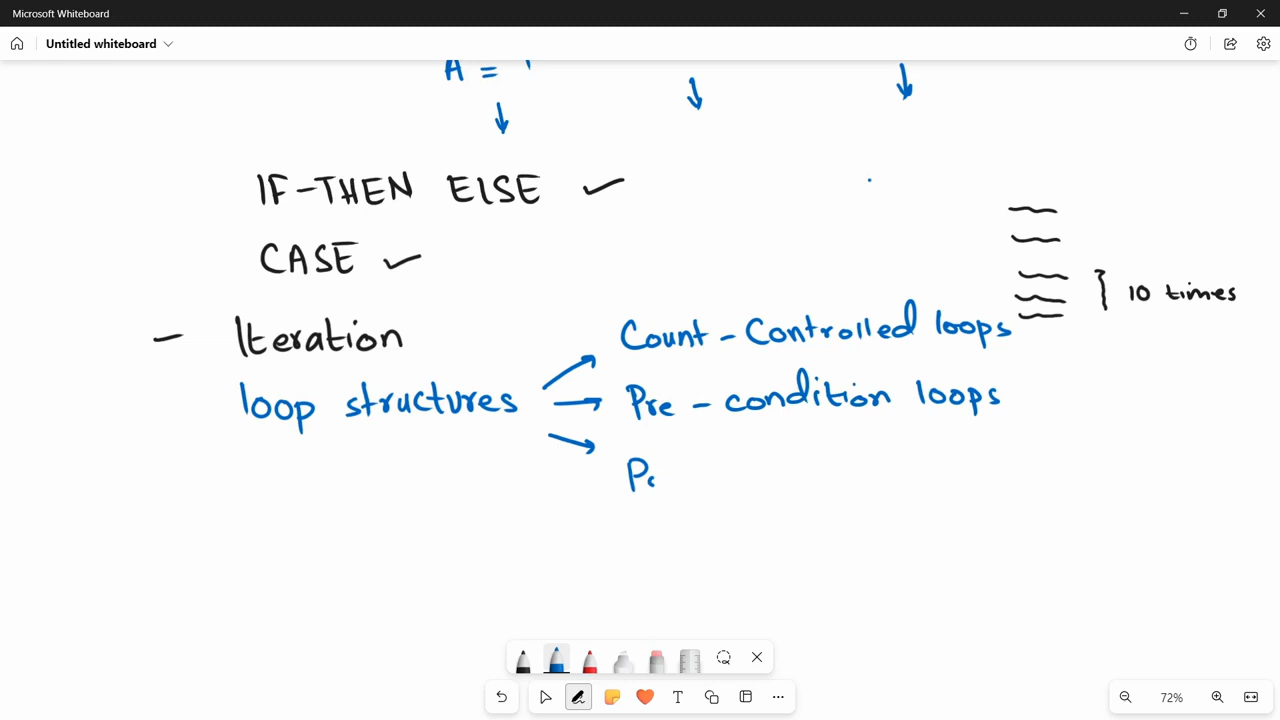 Microsoft Whiteboard
Untitled whiteboard
A =
IF-THEN ELSE
CASE
10 times
- Iteration
Count - Controlled loops
loop structures
Pre - condition loops
Po
72%